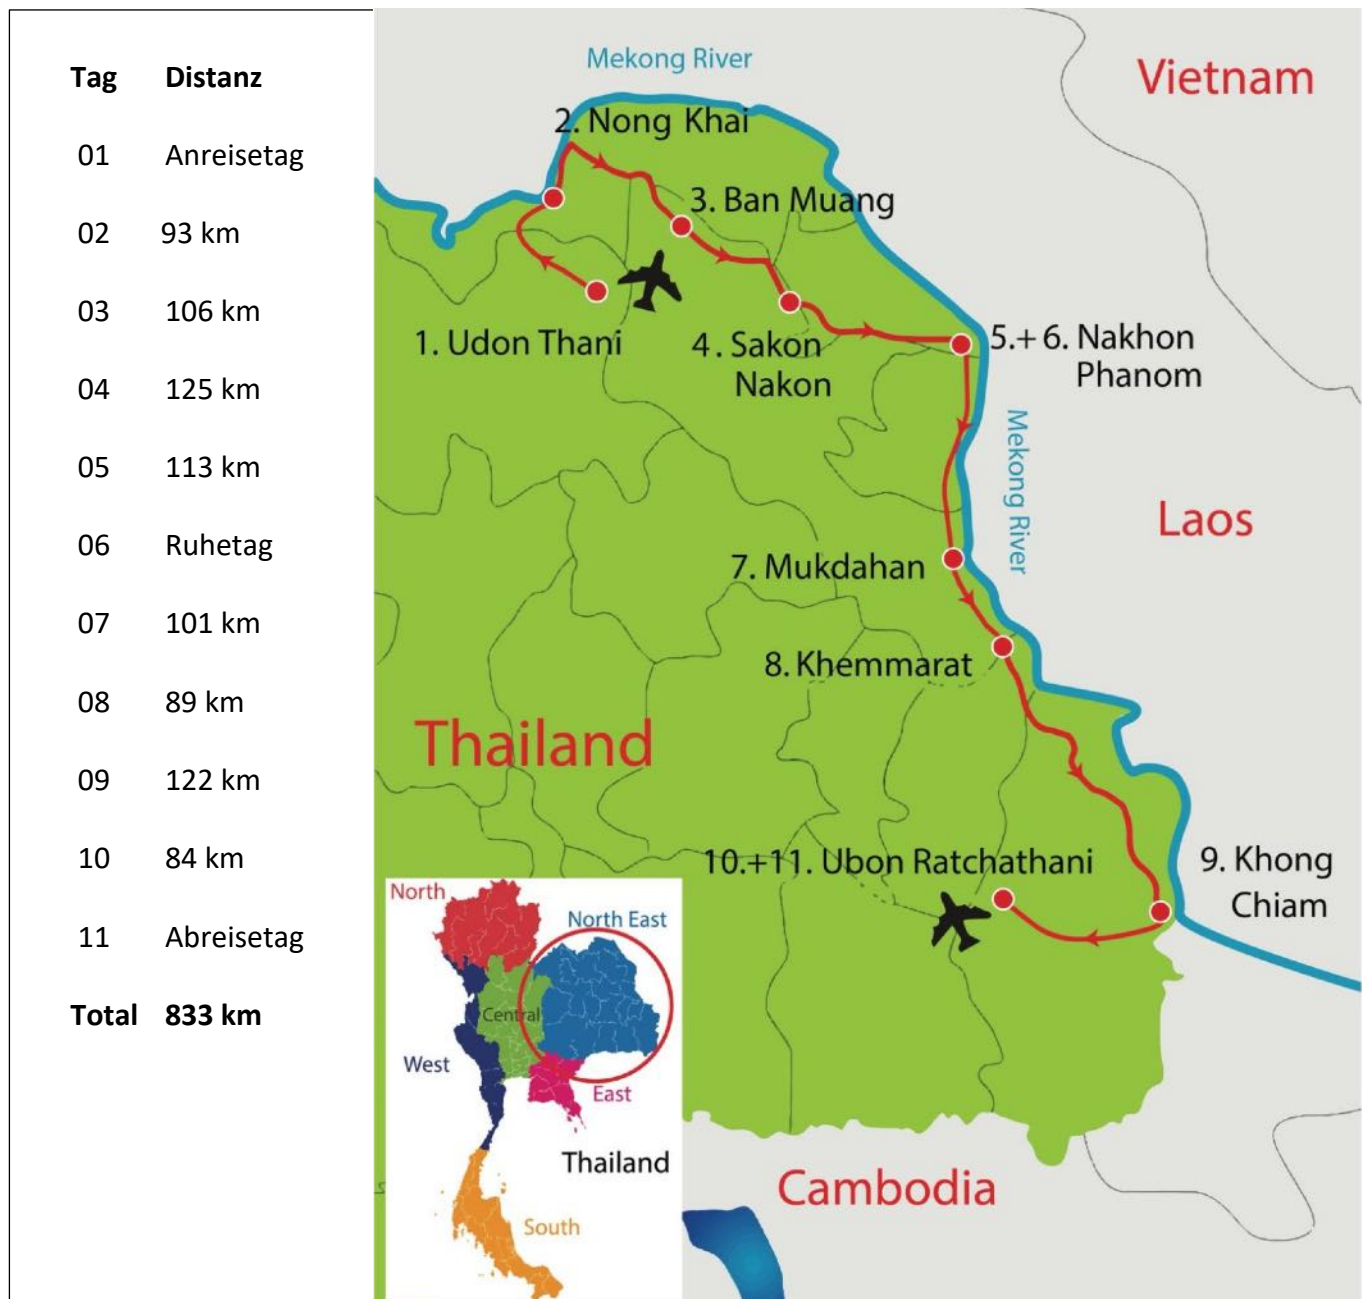 Tag Distanz
01 Anreisetag
02 93 km
03 106 km
04 125 km
05 113 km
06 Ruhetag
07 101 km
08 89 km
09 122 km
10 84 km
11 Abreisetag
Total 833 km
Mekong River
Vietnam
2. Nong Khai
3. Ban Muang
1. Udon Thani
4. Sakon
Nakon
5.+ 6. Nakhon
Phanom
Mekong River
Laos
7. Mukdahan
8. Khemmarat
Thailand
10.+11. Ubon Ratchathani
9. Khong
Chiam
North
North East
Central
West
East
Thailand
South
Cambodia